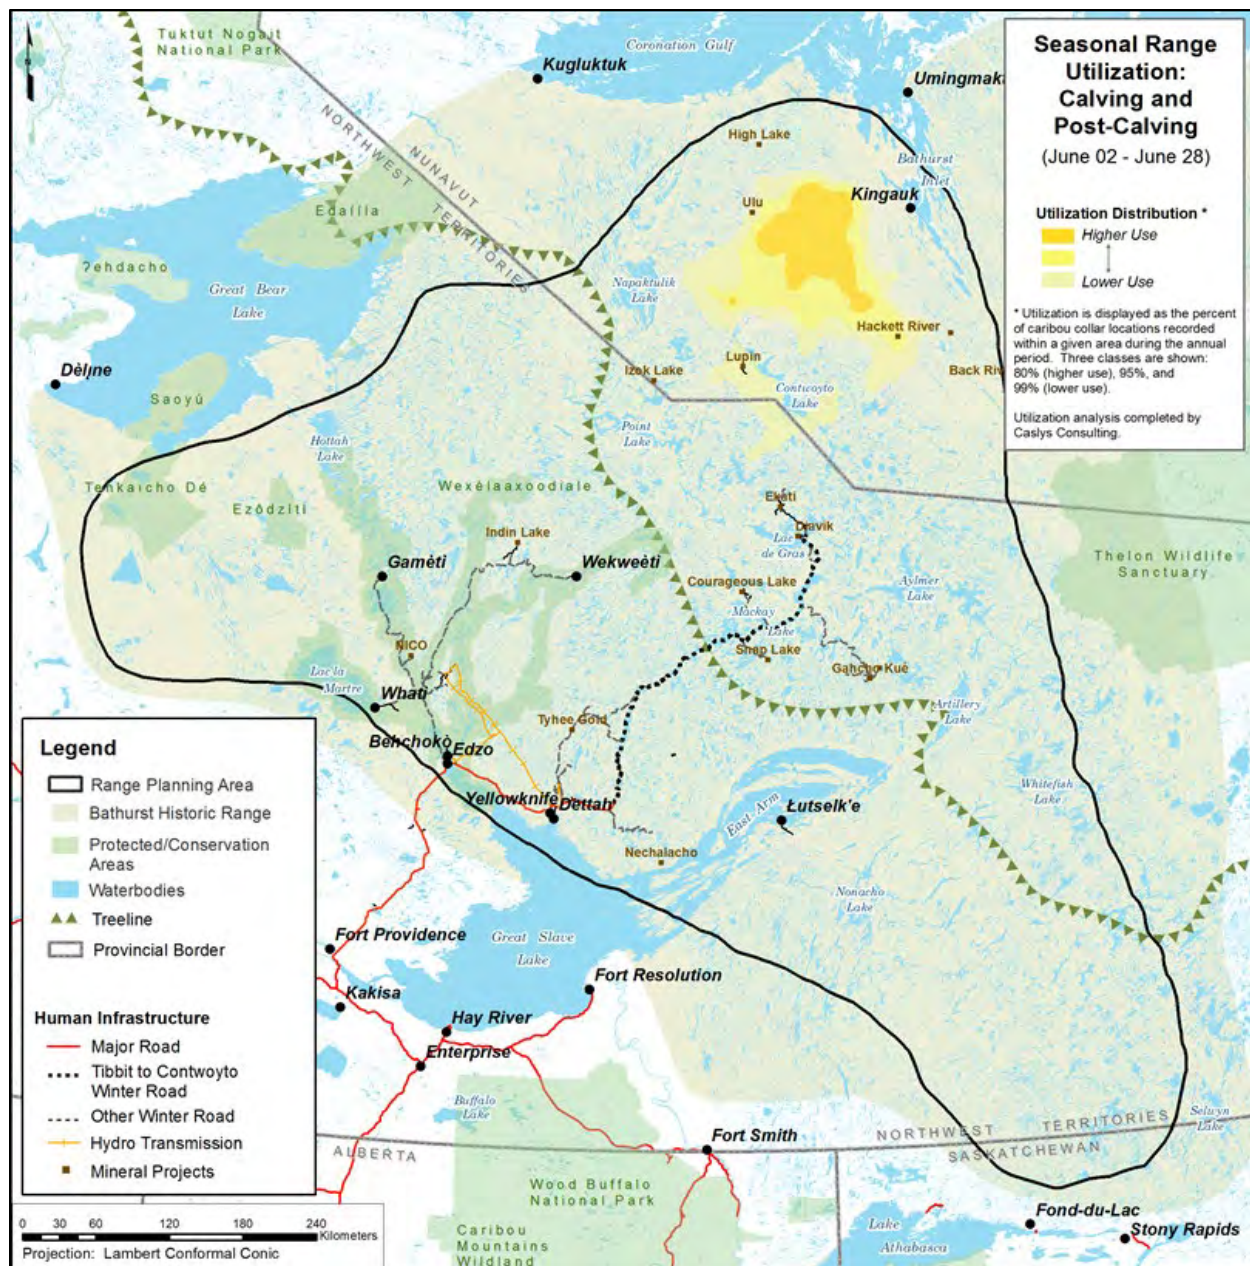 Tuktut Nogait
National Park
Coronation Gulf
Kugluktuk
Umingmakt
Seasonal Range
Utilization:
Calving and
Post-Calving
(June 02 - June 28)
Utilization Distribution *
Higher Use
Lower Use
* Utilization is displayed as the percent
of caribou collar locations recorded
within a given area during the annual
period. Three classes are shown:
80% (higher use), 95%, and
99% (lower use).
Utilization analysis completed by
Caslys Consulting.
NUNAVUT
NORTHWEST TERRITORIES
High Lake
Bathurst
Inlet
Ulu
Kingauk
Edaííla
Ɂehdacho
Great Bear
Lake
Napaktulik
Lake
Hackett River
Back Riv
Lupin
Izok Lake
Contwoyto
Lake
Dèlı̨ne
Saoyú
Hottah
Lake
Point
Lake
Wexèlaaxoodiale
Ezǫ̀dzìtì
Ekati
Diavik
Lac
de Gras
Indin Lake
Thelon Wildlife
Sanctuary
Gamètì
Wekweètì
Courageous Lake
Aylmer
Lake
Mackay
Lake
NICO
Snap Lake
Gahcho Kué
Lac la
Martre
Whatì
Artillery
Lake
Tyhee Gold
Behchokò
Edzo
Whitefish
Lake
Yellowknife
Dettah
East Arm
Łutselk'e
Nechalacho
Nonacho
Lake
Great Slave
Lake
Fort Providence
Fort Resolution
Kakisa
Hay River
Enterprise
Buffalo
Lake
Selwyn
Lake
Fort Smith
NORTHWEST TERRITORIES
SASKATCHEWAN
ALBERTA
Wood Buffalo
National Park
Caribou
Mountains
Wildland
Lake
Athabasca
Fond-du-Lac
Stony Rapids
Legend
Range Planning Area
Bathurst Historic Range
Protected/Conservation
Areas
Waterbodies
Treeline
Provincial Border
Human Infrastructure
Major Road
Tibbit to Contwoyto
Winter Road
Other Winter Road
Hydro Transmission
Mineral Projects
0 30 60 120 180 240
Kilometers
Projection: Lambert Conformal Conic